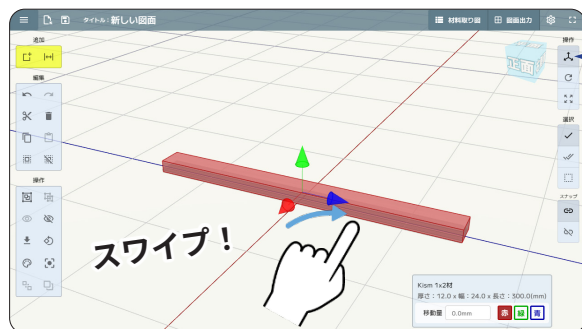 タイトル：新しい図面
材料取り図
図面出力
追加
編集
操作
操作
選択
スナップ
正面
スワイプ！
Kism 1x2材
厚さ：12.0 x 幅：24.0 x 長さ：300.0(mm)
移動量 0.0mm 赤 緑 青